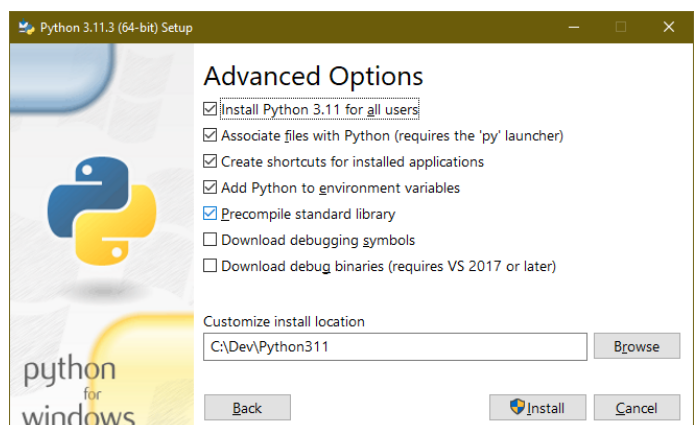 Python 3.11.3 (64-bit) Setup
Advanced Options
Install Python 3.11 for all users
Associate files with Python (requires the 'py' launcher)
Create shortcuts for installed applications
Add Python to environment variables
Precompile standard library
Download debugging symbols
Download debug binaries (requires VS 2017 or later)
Customize install location
C:\Dev\Python311
Browse
python
for
windows
Back
Install
Cancel